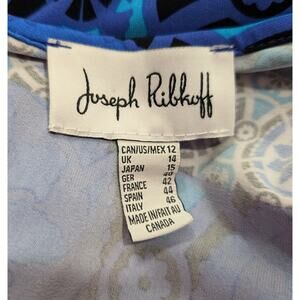 Joseph Ribkoff
CAN/US/MEX 12
UK 14
JAPAN 15
GER 40
FRANCE 42
SPAIN 44
ITALY 46
MADE IN/FAIT AU
CANADA